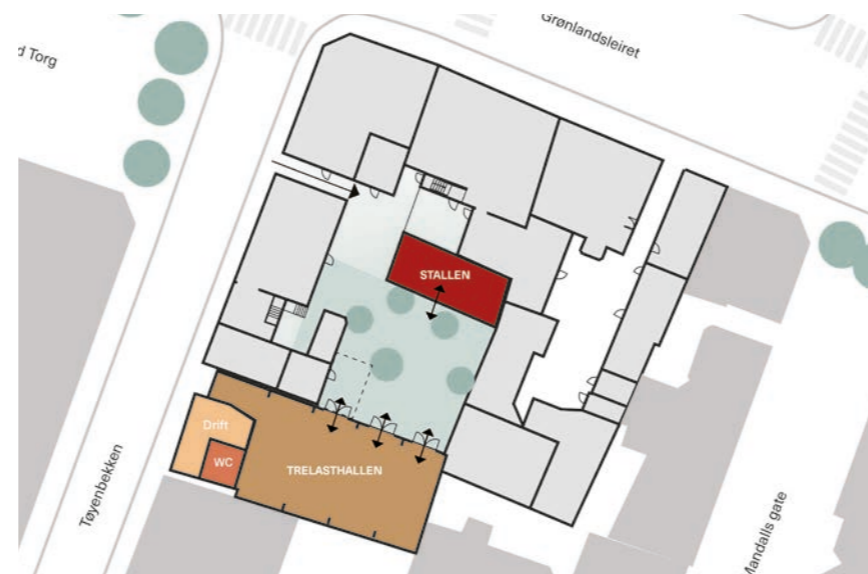 Grønlandsleiret
d Torg
STALLEN
Drift
WC
TRELASTHALLEN
Tøyenbekken
Mandalls gate